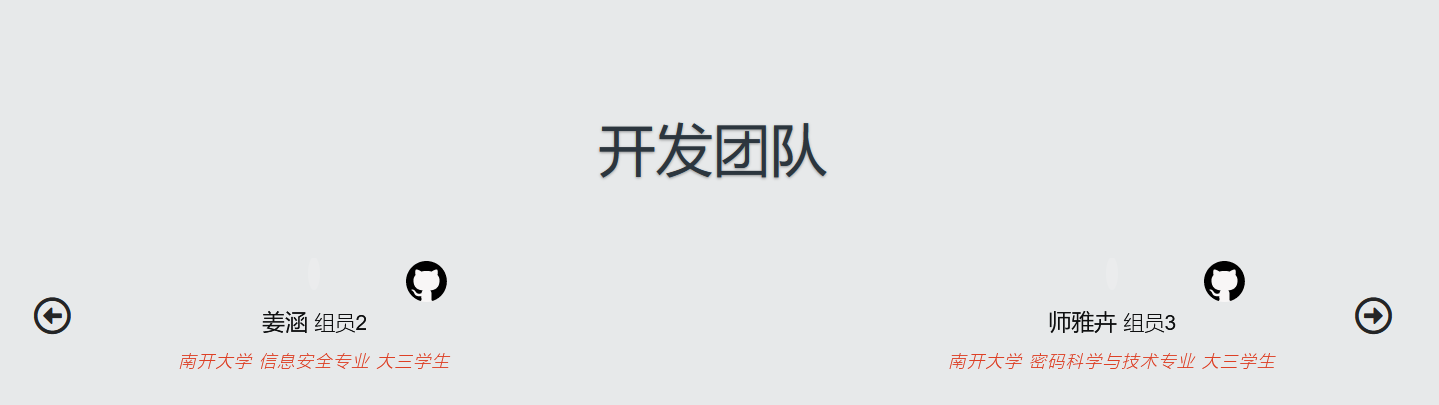 开发团队
姜涵 组员2
南开大学 信息安全专业 大三学生
师雅卉 组员3
南开大学 密码科学与技术专业 大三学生